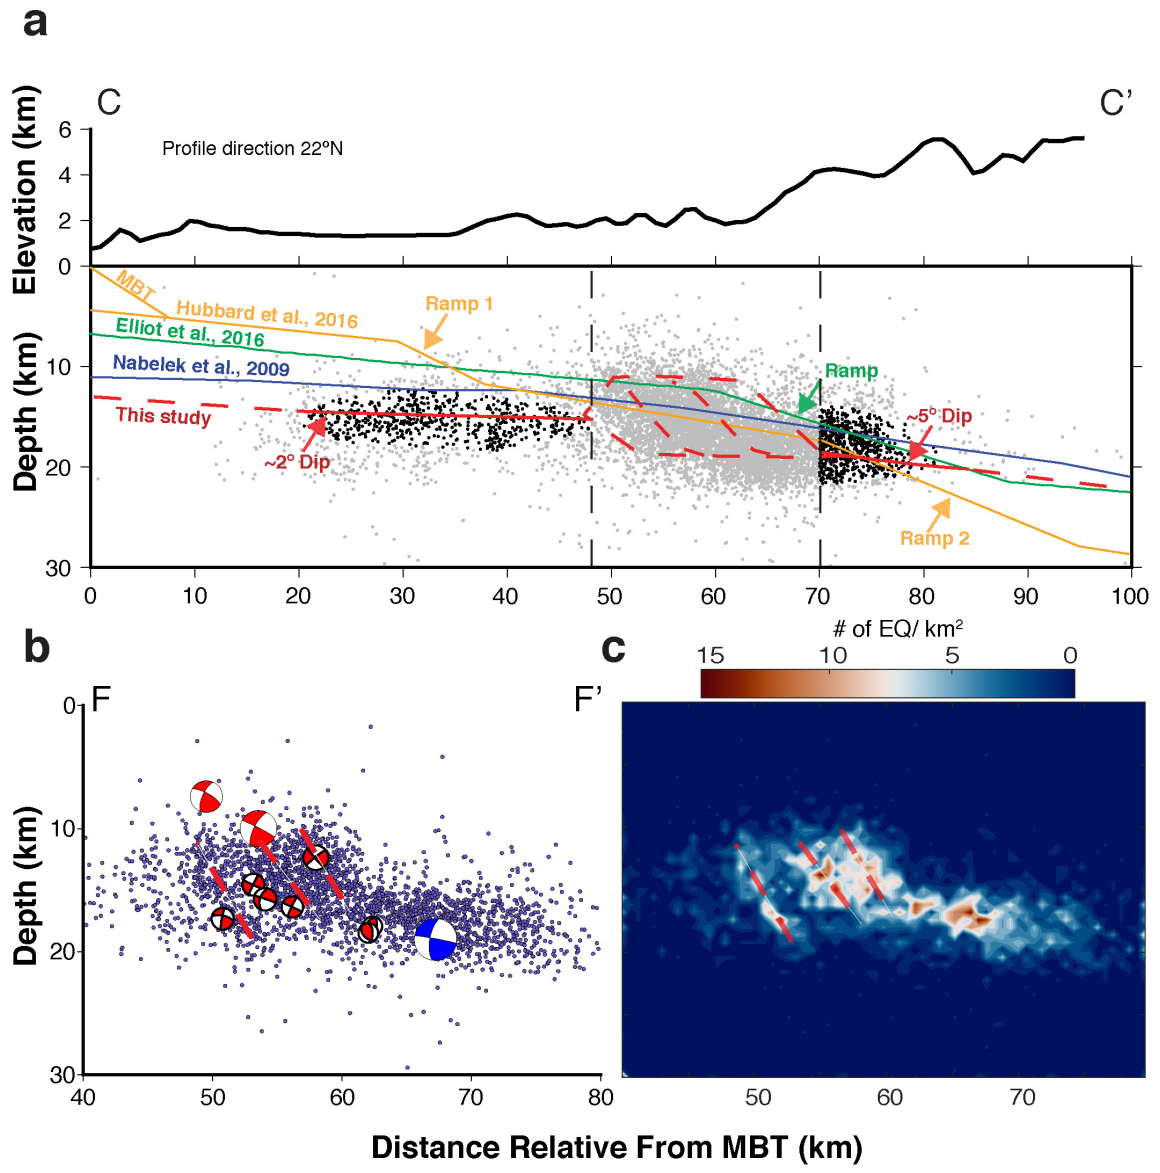 a
C
C’
Elevation (km)
6
4
2
0
Profile direction 22ºN
Depth (km)
10
20
30
MBT
Hubbard et al., 2016
Ramp 1
Elliot et al., 2016
Nabelek et al., 2009
Ramp
This study
~5° Dip
~2° Dip
Ramp 2
0 10 20 30 40 50 60 70 80 90 100
# of EQ/ km²
b
c
15 10 5 0
F
F’
Depth (km)
0
10
20
30
40 50 60 70 80
50 60 70
Distance Relative From MBT (km)